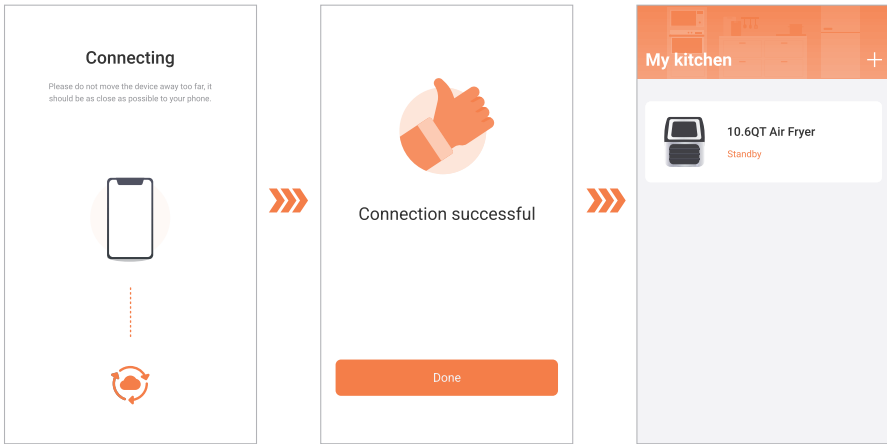 Connecting
Please do not move the device away too far, it
should be as close as possible to your phone.
Connection successful
Done
My kitchen
10.6QT Air Fryer
Standby